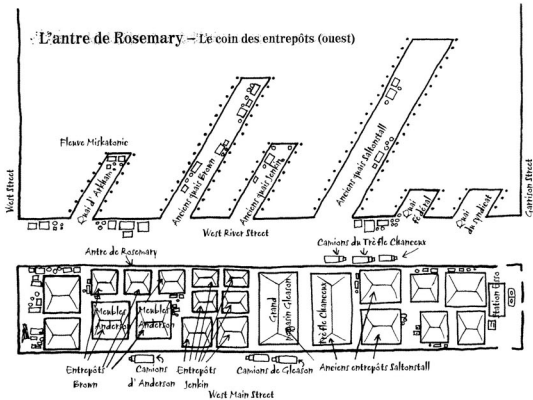 L'antre de Rosemary – Le coin des entrepôts (ouest)
Fleuve Miskatonic
West Street
Quai d'Arkham
Anciens quais Brown
Anciens quais Jenkin
Anciens quais Saltonstall
Quai
fédéral
Quai
du syndicat
Garrison Street
West River Street
Antre de Rosemary
Camions du Trèfle Chanceux
Meubles
Anderson
Meubles
Anderson
Grand
magasin Gleason
Trèfle Chanceux
Station Esso
Entrepôts
Brown
Camions
d'Anderson
Entrepôts
Jenkin
Camions de Gleason
Anciens entrepôts Saltonstall
West Main Street